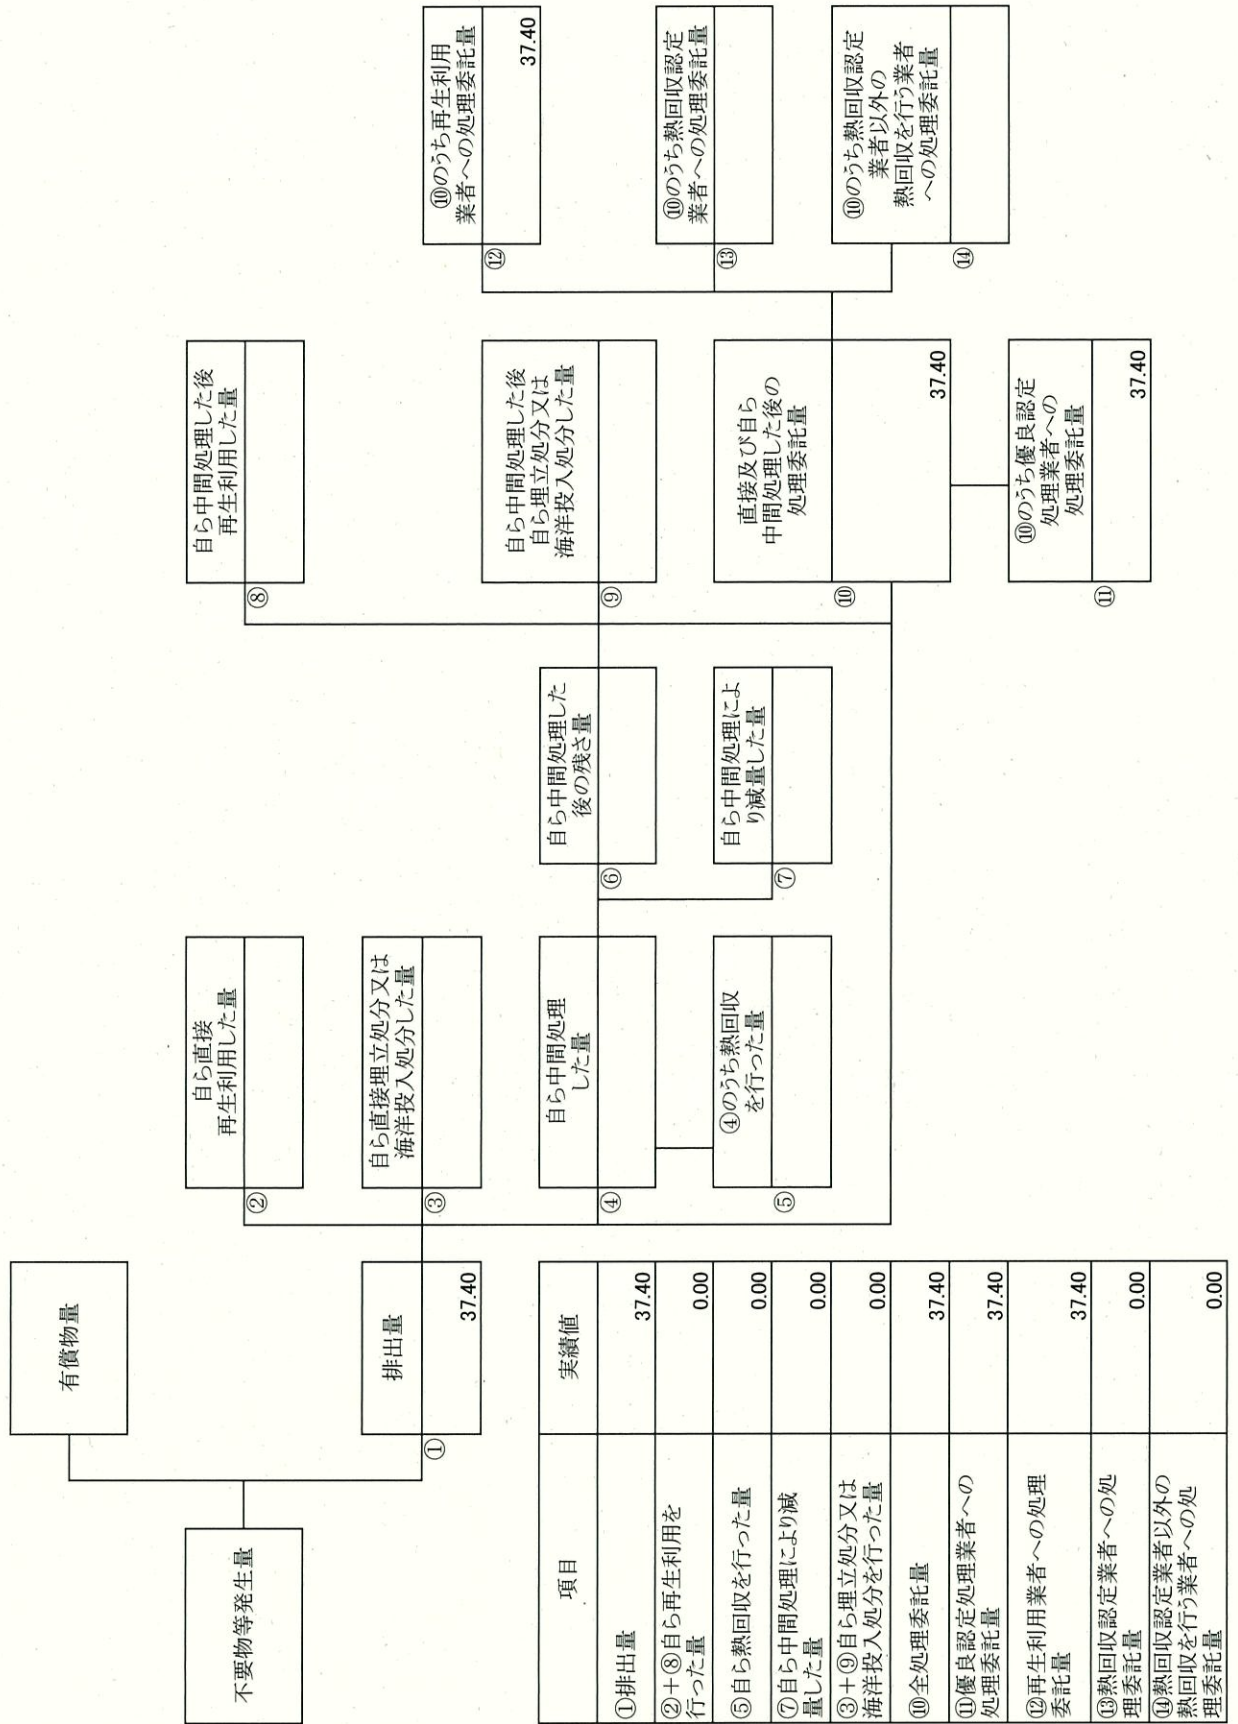 不要物等発生量
有償物量
排出量
①
37.40
自ら直接
再生利用した量
②
自ら直接埋立処分又は
海洋投入処分した量
③
自ら中間処理
した量
④
④のうち熱回収
を行った量
⑤
自ら中間処理した
後の残さ量
⑥
自ら中間処理によ
り減量した量
⑦
自ら中間処理した後
再生利用した量
⑧
自ら中間処理した後
自ら埋立処分又は
海洋投入処分した量
⑨
直接及び自ら
中間処理した後の
処理委託量
⑩
37.40
⑩のうち優良認定
処理業者への
処理委託量
⑪
37.40
⑩のうち再生利用
業者への処理委託量
⑫
37.40
⑩のうち熱回収認定
業者への処理委託量
⑬
⑩のうち熱回収認定
業者以外の
熱回収を行う業者
への処理委託量
⑭
項目 実績値
①排出量 37.40
②+⑧自ら再生利用を
行った量 0.00
⑤自ら熱回収を行った量 0.00
⑦自ら中間処理により減
量した量 0.00
③+⑨自ら埋立処分又は
海洋投入処分を行った量 0.00
⑩全処理委託量 37.40
⑪優良認定処理業者への
処理委託量 37.40
⑫再生利用業者への処理
委託量 37.40
⑬熱回収認定業者への処
理委託量 0.00
⑭熱回収認定業者以外の
熱回収を行う業者への処
理委託量 0.00